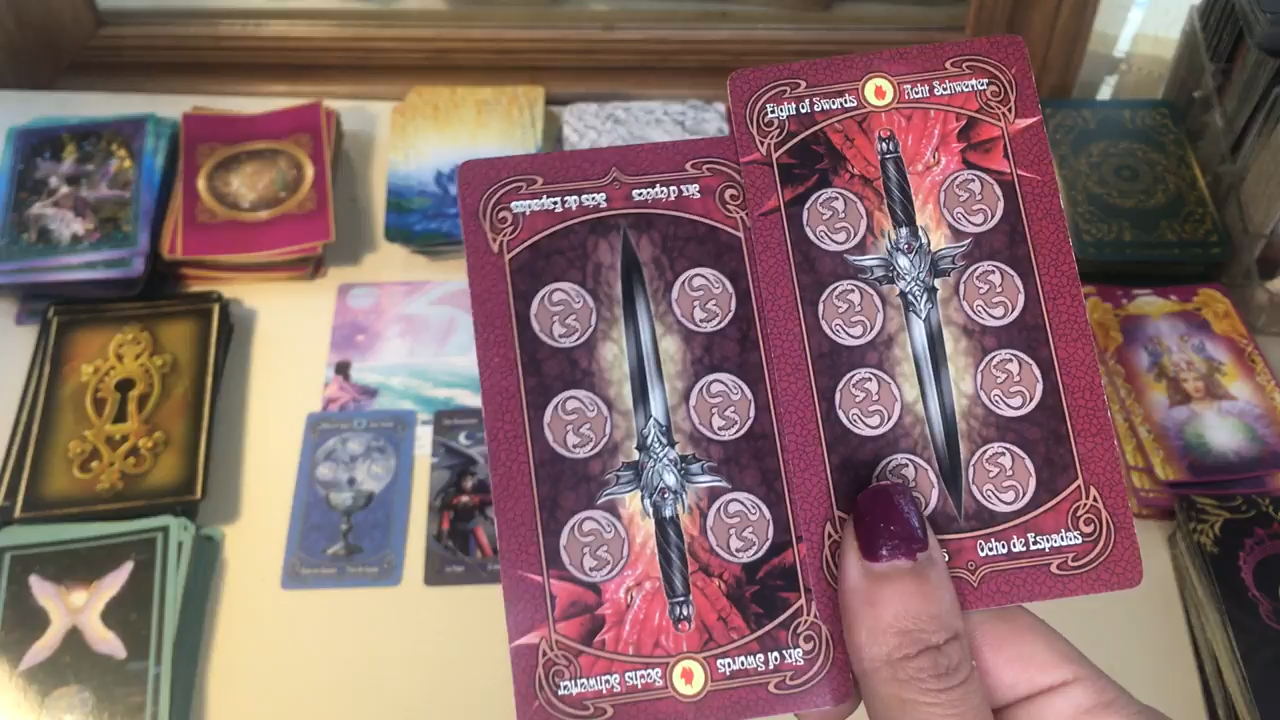 Eight of Swords Acht Schwerter
Ocho de Espadas
Six d'épées Seis de Espadas
Six of Swords Sechs Schwerter